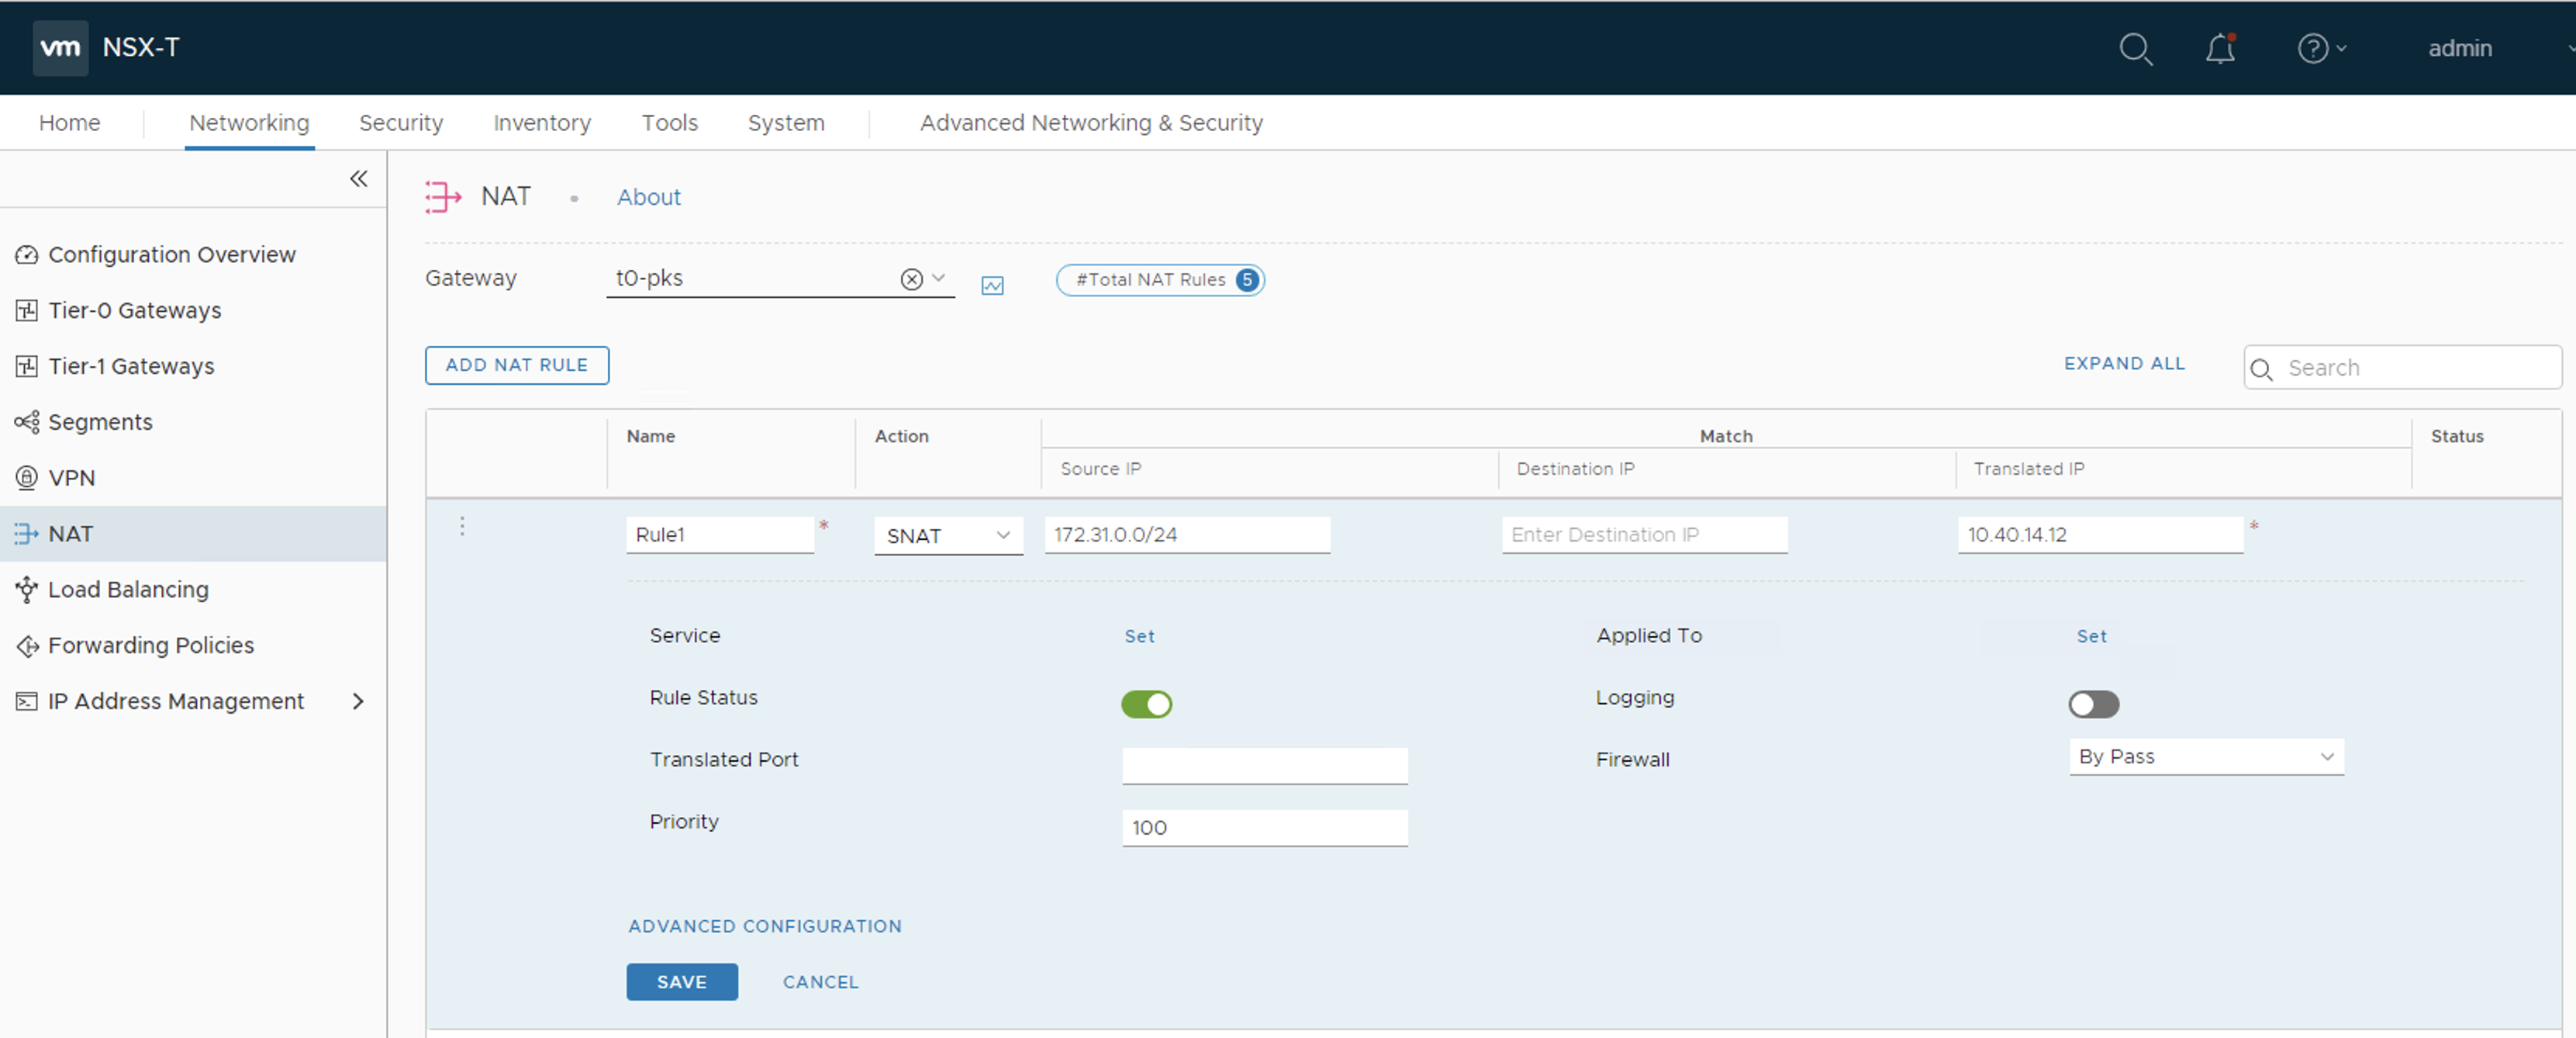 vm NSX-T admin
Home Networking Security Inventory Tools System Advanced Networking & Security
NAT • About
Configuration Overview
Tier-0 Gateways
Tier-1 Gateways
Segments
VPN
NAT
Load Balancing
Forwarding Policies
IP Address Management
Gateway t0-pks #Total NAT Rules 5
ADD NAT RULE EXPAND ALL Search
Name Action Match Status
Source IP Destination IP Translated IP
Rule1 * SNAT 172.31.0.0/24 Enter Destination IP 10.40.14.12 *
Service Set Applied To Set
Rule Status Logging
Translated Port Firewall By Pass
Priority 100
ADVANCED CONFIGURATION
SAVE CANCEL